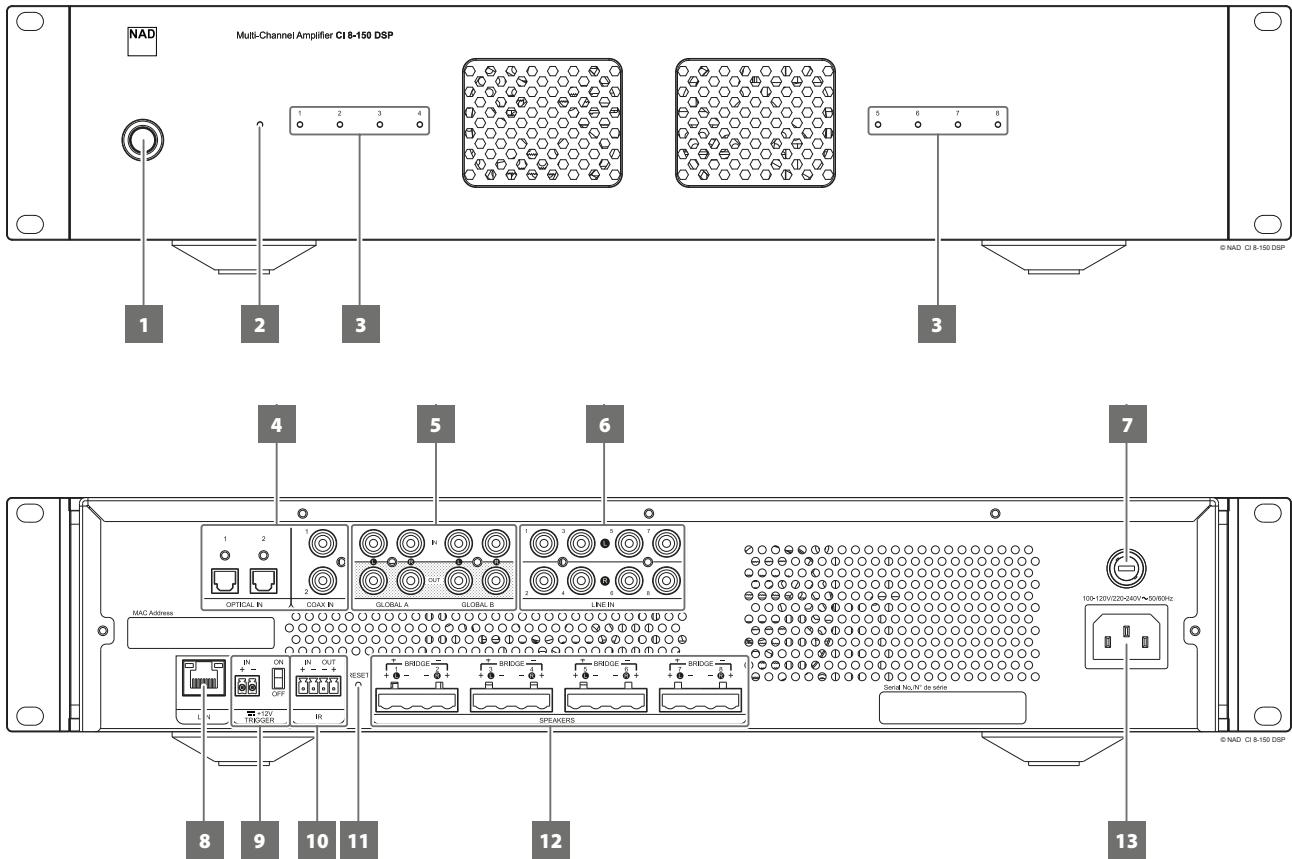 NAD
Multi-Channel Amplifier CI 8-150 DSP
1 2 3 4
5 6 7 8
© NAD CI 8-150 DSP
1
2
3
3
4
5
6
7
1 2
OPTICAL IN
1
2
COAX IN
IN
L R L R
OUT
GLOBAL A GLOBAL B
1 3 L 5 7
2 4 R 6 8
LINE IN
100-120V/220-240V~50/60Hz
MAC Address
LAN
IN
+ -
ON
OFF
+12V
TRIGGER
IN OUT
+ - - +
IR
RESET
+ BRIDGE - + BRIDGE - + BRIDGE - + BRIDGE -
1 2 3 4 5 6 7 8
+ L - - R + + L - - R + + L - - R + + L - - R +
SPEAKERS
Serial No./N° de série
© NAD CI 8-150 DSP
8
9
10
11
12
13